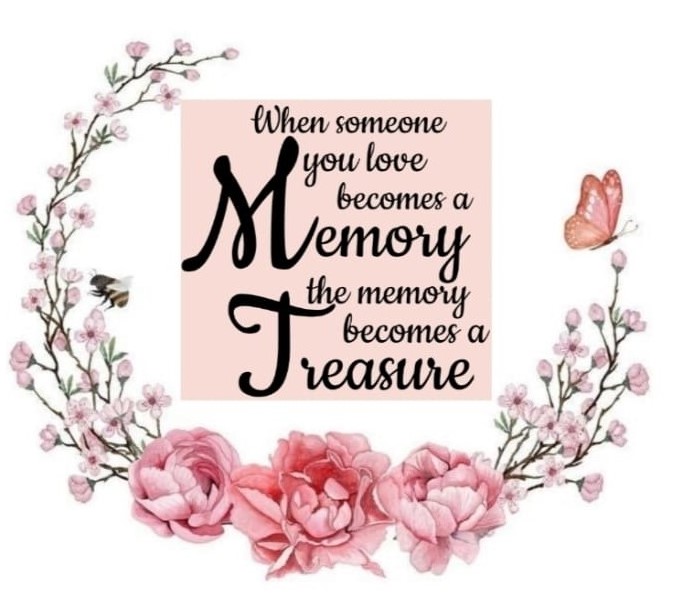 When someone
you love
becomes a
Memory
the memory
becomes a
Treasure